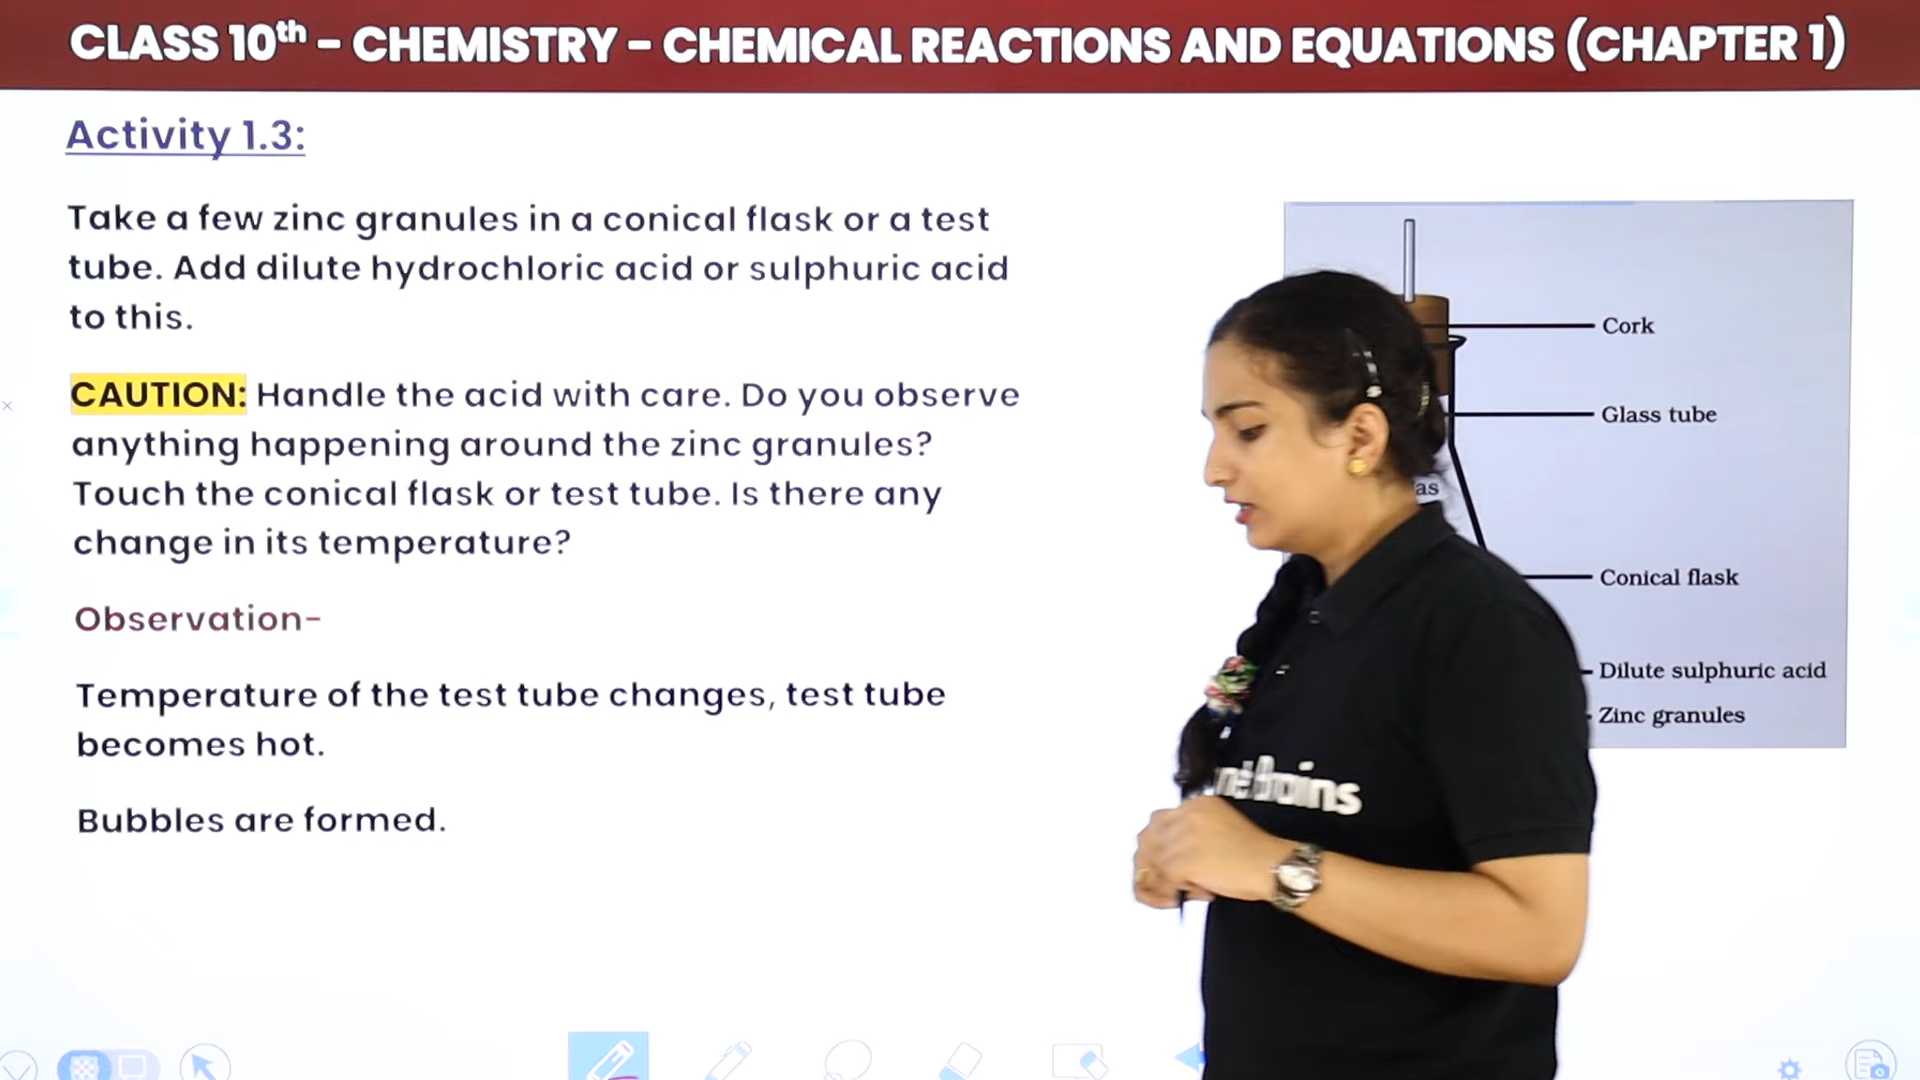 CLASS 10th - CHEMISTRY - CHEMICAL REACTIONS AND EQUATIONS (CHAPTER 1)
Activity 1.3:
Take a few zinc granules in a conical flask or a test
tube. Add dilute hydrochloric acid or sulphuric acid
to this.
CAUTION: Handle the acid with care. Do you observe
anything happening around the zinc granules?
Touch the conical flask or test tube. Is there any
change in its temperature?
Observation-
Temperature of the test tube changes, test tube
becomes hot.
Bubbles are formed.
Cork
Glass tube
as
Conical flask
Dilute sulphuric acid
Zinc granules
Brains